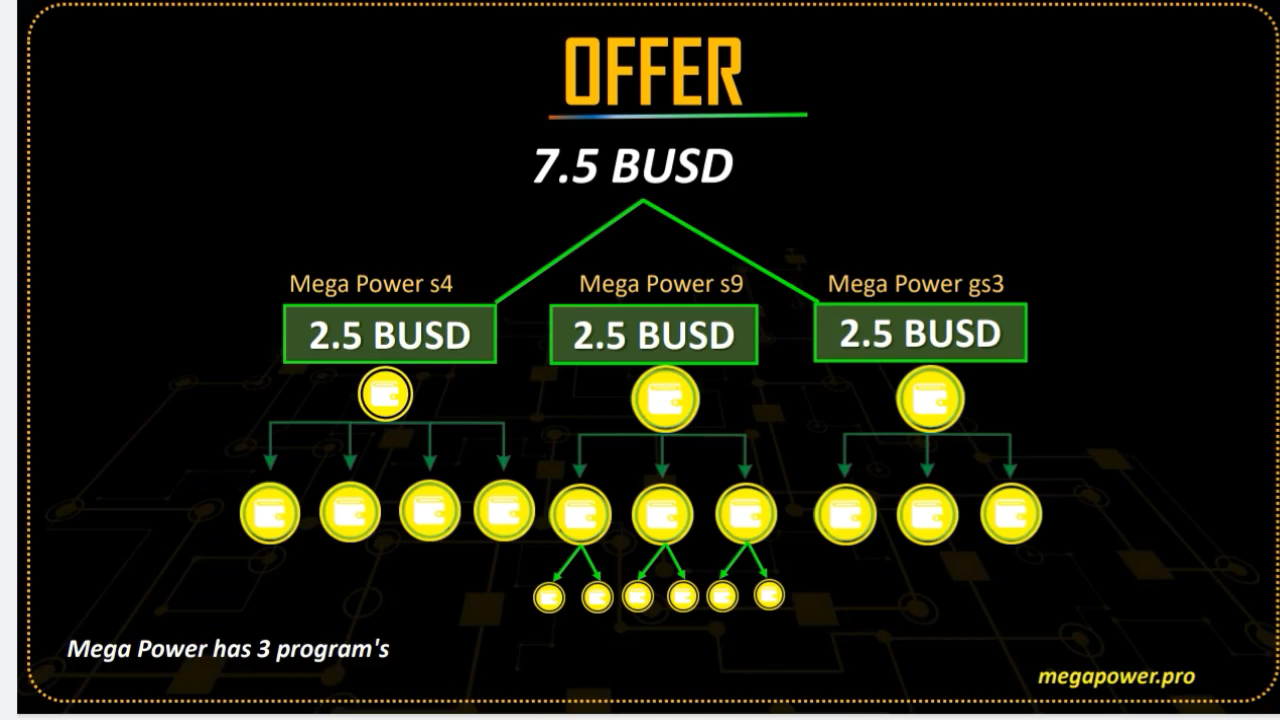 OFFER
7.5 BUSD
Mega Power s4
Mega Power s9
Mega Power gs3
2.5 BUSD
2.5 BUSD
2.5 BUSD
Mega Power has 3 program's
megapower.pro